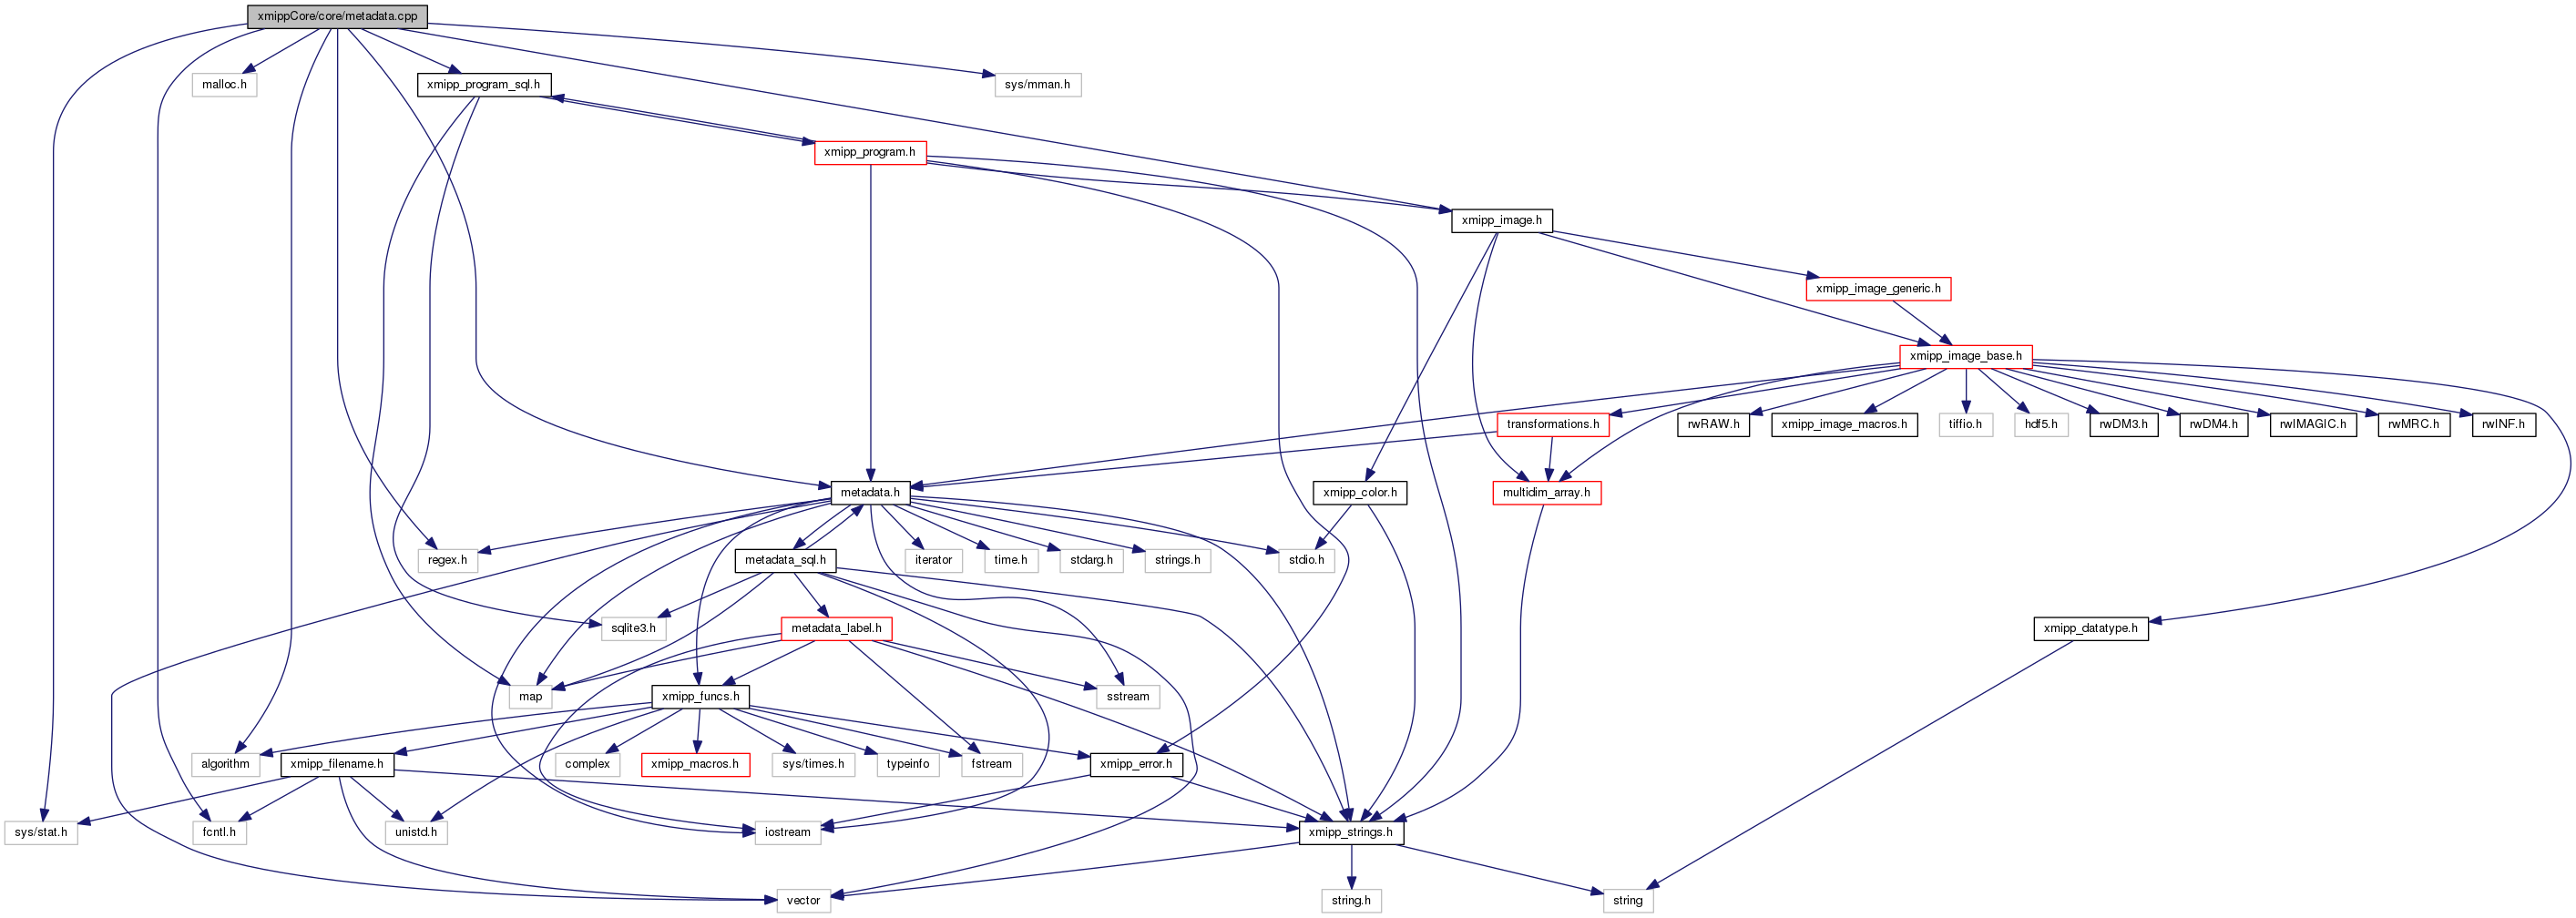 xmippCore/core/metadata.cpp
malloc.h
xmipp_program_sql.h
sys/mman.h
xmipp_program.h
xmipp_image.h
xmipp_image_generic.h
xmipp_image_base.h
transformations.h
rwRAW.h
xmipp_image_macros.h
tiffio.h
hdf5.h
rwDM3.h
rwDM4.h
rwIMAGIC.h
rwMRC.h
rwINF.h
metadata.h
xmipp_color.h
multidim_array.h
regex.h
metadata_sql.h
iterator
time.h
stdarg.h
strings.h
stdio.h
sqlite3.h
metadata_label.h
xmipp_datatype.h
map
xmipp_funcs.h
sstream
algorithm
xmipp_filename.h
complex
xmipp_macros.h
sys/times.h
typeinfo
fstream
xmipp_error.h
sys/stat.h
fcntl.h
unistd.h
iostream
xmipp_strings.h
vector
string.h
string